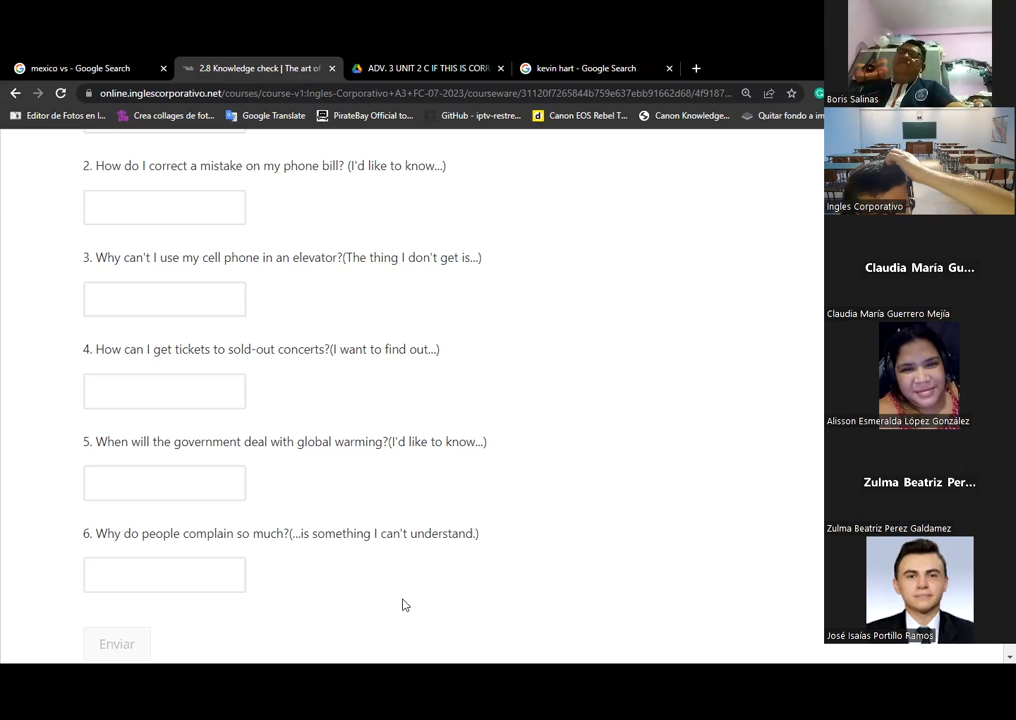 mexico vs - Google Search
2.8 Knowledge check | The art of
ADV. 3 UNIT 2 C IF THIS IS CORR
kevin hart - Google Search
online.inglescorporativo.net/courses/course-v1:Ingles-Corporativo+A3+FC-07-2023/courseware/31120f7265844b759e637ebb91662d68/4f9187...
Editor de Fotos en l...
Crea collages de fot...
Google Translate
PirateBay Official to...
GitHub - iptv-restre...
Canon EOS Rebel T...
Canon Knowledge...
Quitar fondo a im
2. How do I correct a mistake on my phone bill? (I'd like to know...)
3. Why can't I use my cell phone in an elevator?(The thing I don't get is...)
4. How can I get tickets to sold-out concerts?(I want to find out...)
5. When will the government deal with global warming?(I'd like to know...)
6. Why do people complain so much?(...is something I can't understand.)
Enviar
Boris Salinas
Ingles Corporativo
Claudia María Gu...
Claudia María Guerrero Mejía
Alisson Esmeralda López González
Zulma Beatriz Per...
Zulma Beatriz Perez Galdamez
José Isaías Portillo Ramos